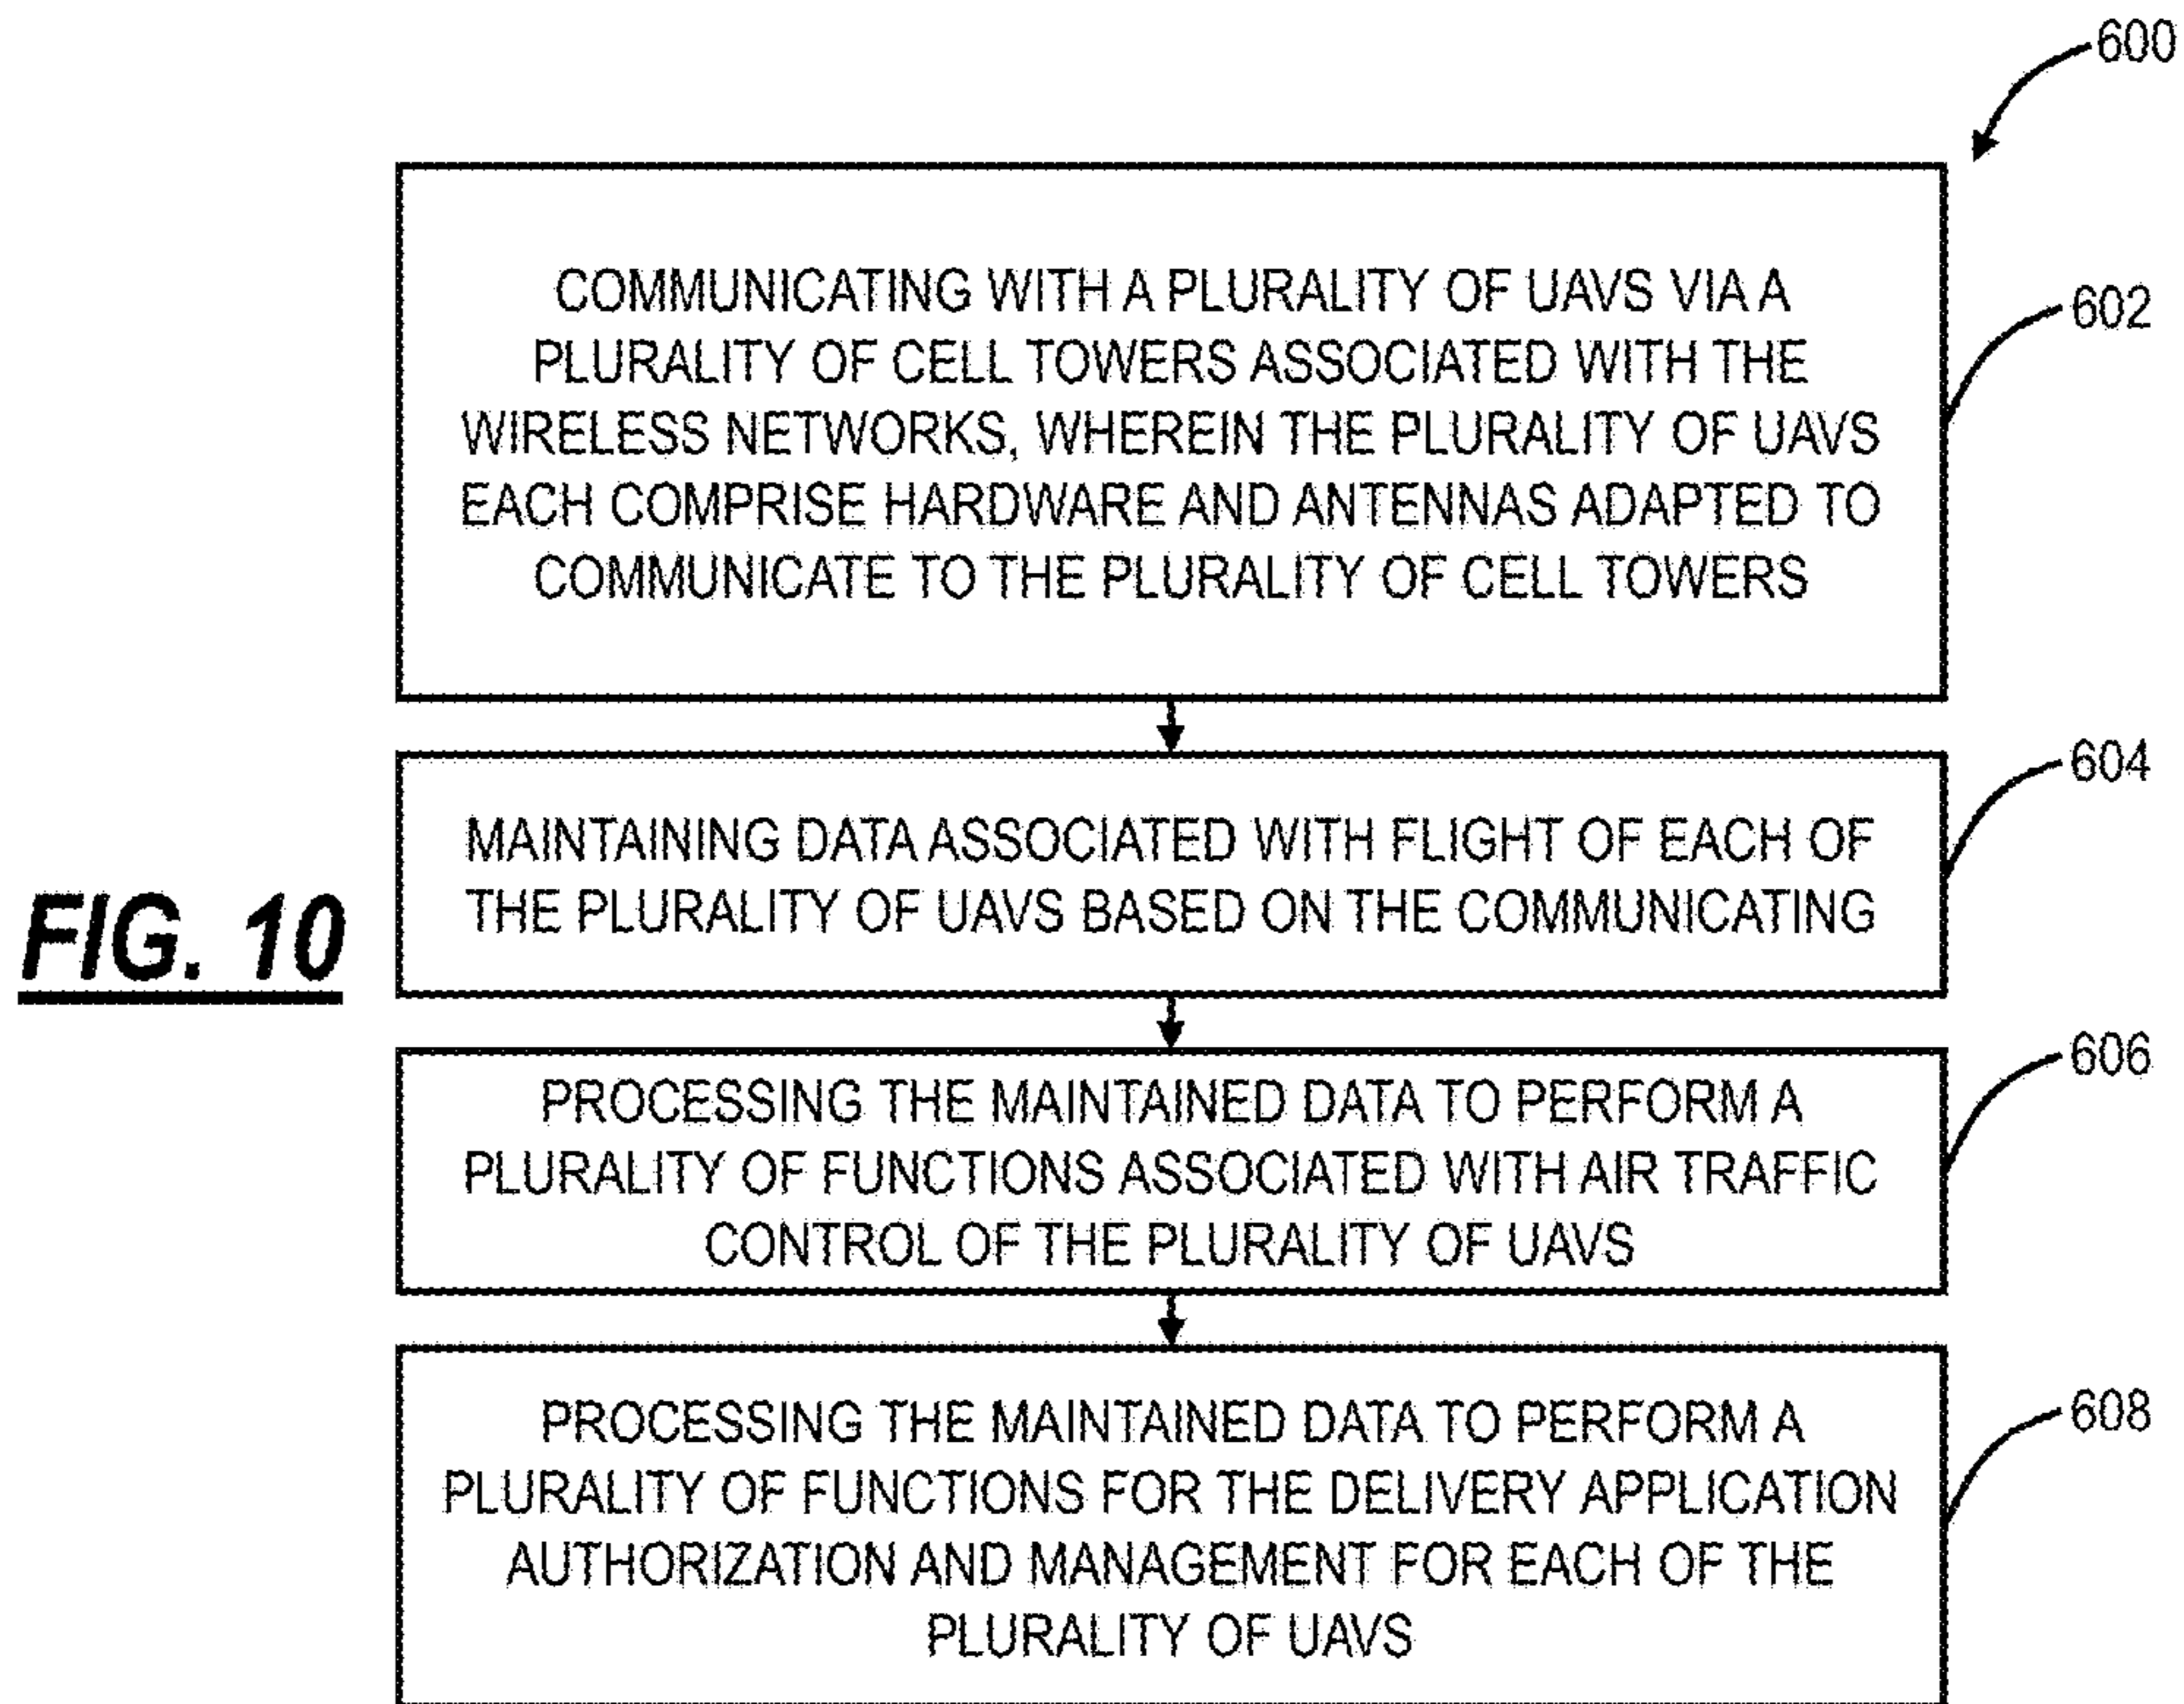 600
COMMUNICATING WITH A PLURALITY OF UAVS VIA A
PLURALITY OF CELL TOWERS ASSOCIATED WITH THE
WIRELESS NETWORKS, WHEREIN THE PLURALITY OF UAVS
EACH COMPRISE HARDWARE AND ANTENNAS ADAPTED TO
COMMUNICATE TO THE PLURALITY OF CELL TOWERS
602
MAINTAINING DATA ASSOCIATED WITH FLIGHT OF EACH OF
THE PLURALITY OF UAVS BASED ON THE COMMUNICATING
604
FIG. 10
PROCESSING THE MAINTAINED DATA TO PERFORM A
PLURALITY OF FUNCTIONS ASSOCIATED WITH AIR TRAFFIC
CONTROL OF THE PLURALITY OF UAVS
606
PROCESSING THE MAINTAINED DATA TO PERFORM A
PLURALITY OF FUNCTIONS FOR THE DELIVERY APPLICATION
AUTHORIZATION AND MANAGEMENT FOR EACH OF THE
PLURALITY OF UAVS
608